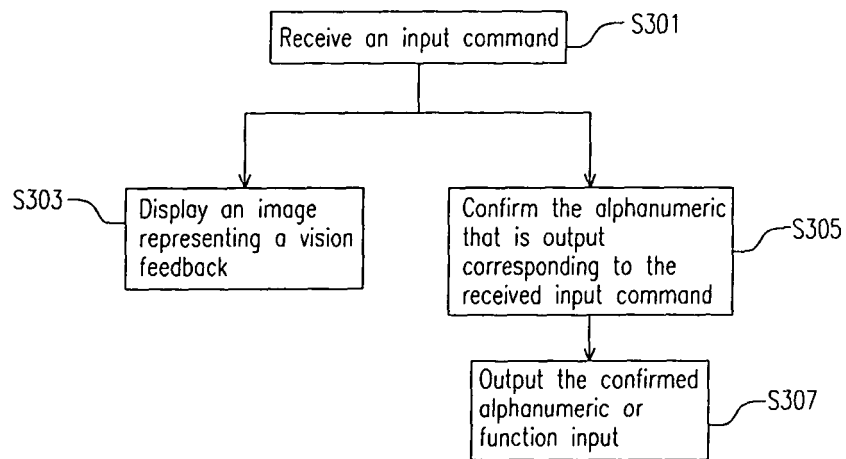 Receive an input command
S301
S303
Display an image
representing a vision
feedback
Confirm the alphanumeric
that is output
corresponding to the
received input command
S305
Output the confirmed
alphanumeric or
function input
S307